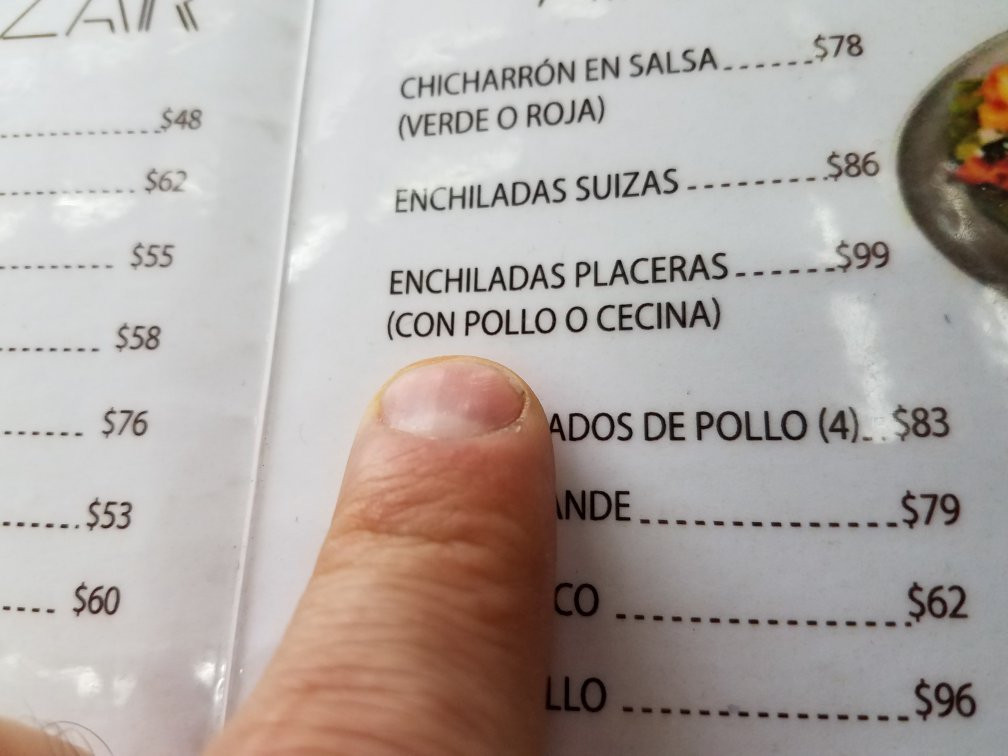 $48
$62
$55
$58
$76
$53
$60
CHICHARRÓN EN SALSA $78
(VERDE O ROJA)
ENCHILADAS SUIZAS $86
ENCHILADAS PLACERAS $99
(CON POLLO O CECINA)
ADOS DE POLLO (4) $83
ANDE $79
CO $62
LLO $96